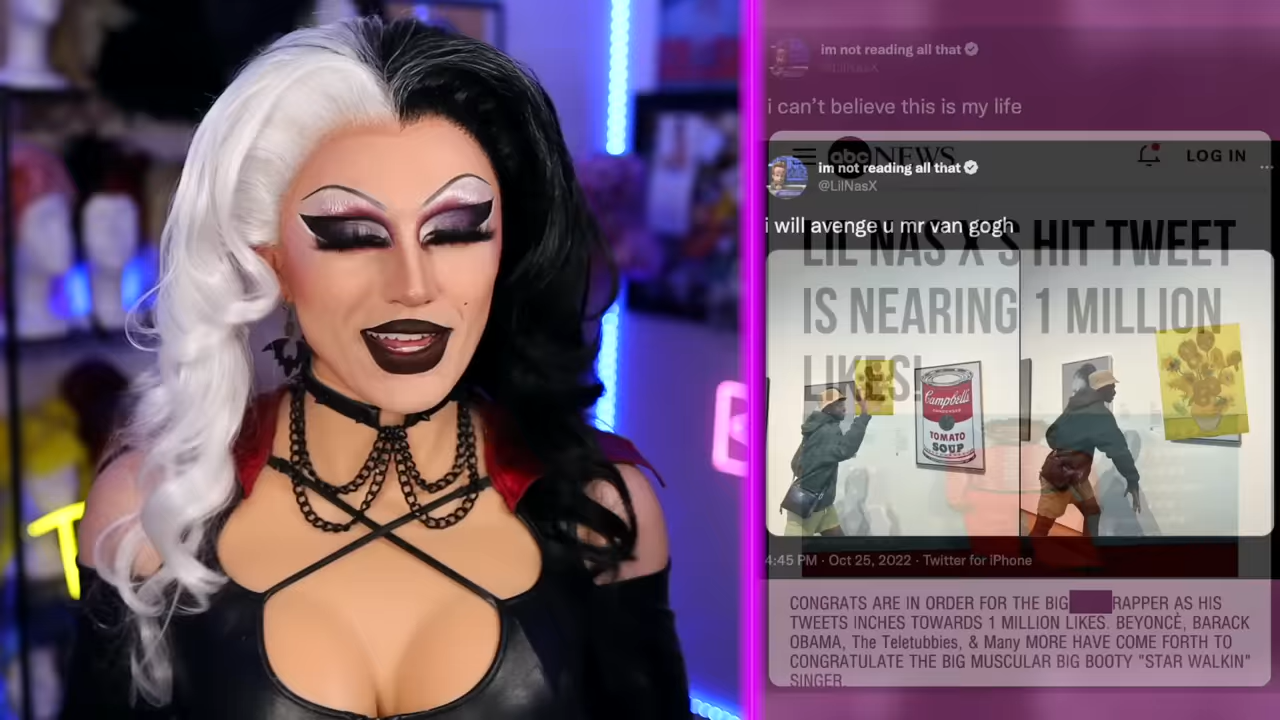 im not reading all that
@LilNasX
i can't believe this is my life
abc NEWS
LOG IN
im not reading all that
@LilNasX
i will avenge u mr van gogh
LIL NAS X'S HIT TWEET
IS NEARING 1 MILLION
LIKES!
Campbell's
TOMATO
SOUP
4:45 PM · Oct 25, 2022 · Twitter for iPhone
CONGRATS ARE IN ORDER FOR THE BIG RAPPER AS HIS
TWEETS INCHES TOWARDS 1 MILLION LIKES. BEYONCÉ, BARACK
OBAMA, The Teletubbies, & Many MORE HAVE COME FORTH TO
CONGRATULATE THE BIG MUSCULAR BIG BOOTY "STAR WALKIN"
SINGER.